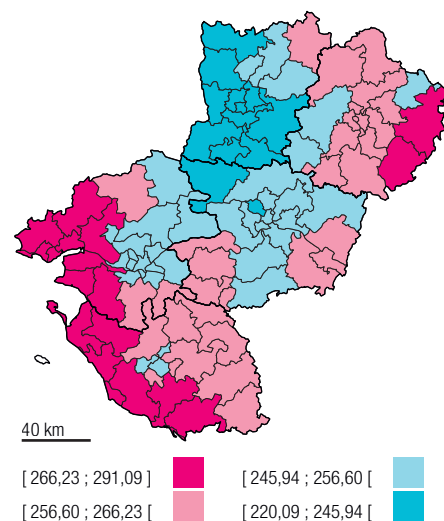 40 km
[ 266,23 ; 291,09 ]
[ 245,94 ; 256,60 [
[ 256,60 ; 266,23 [
[ 220,09 ; 245,94 [